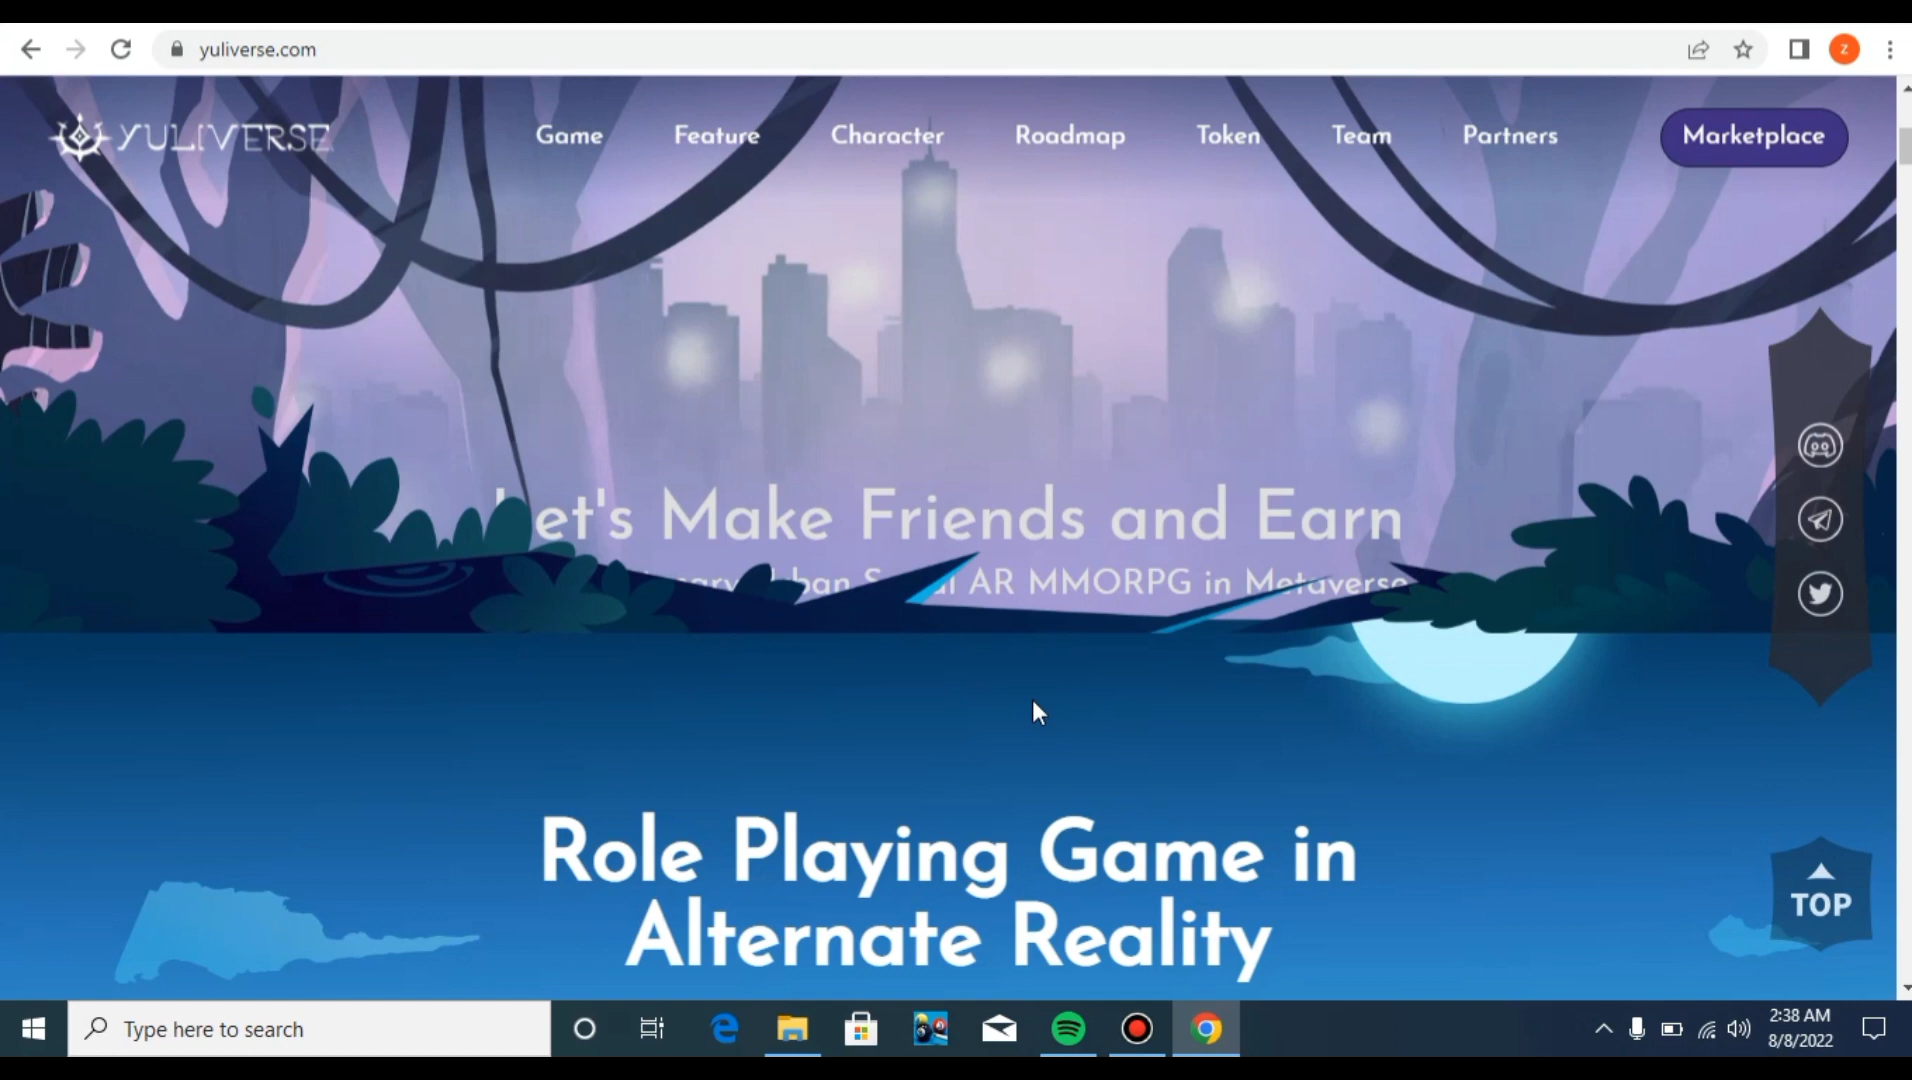 yuliverse.com
z
YULIVERSE
Game Feature Character Roadmap Token Team Partners Marketplace
et's Make Friends and Earn
AR MMORPG in Metaverse
Role Playing Game in
Alternate Reality
TOP
Type here to search
2:38 AM
8/8/2022